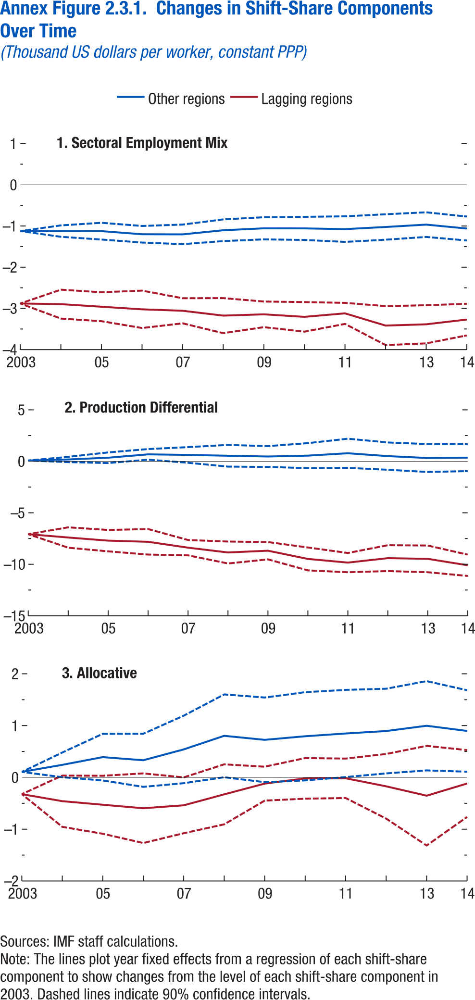 Annex Figure 2.3.1.  Changes in Shift-Share Components
Over Time
(Thousand US dollars per worker, constant PPP)
Other regions
Lagging regions
1. Sectoral Employment Mix
1
0
–1
–2
–3
–4
2003 05 07 09 11 13 14
2. Production Differential
5
0
–5
–10
–15
2003 05 07 09 11 13 14
3. Allocative
2
1
0
–1
–2
2003 05 07 09 11 13 14
Sources: IMF staff calculations.
Note: The lines plot year fixed effects from a regression of each shift-share
component to show changes from the level of each shift-share component in
2003. Dashed lines indicate 90% confidence intervals.